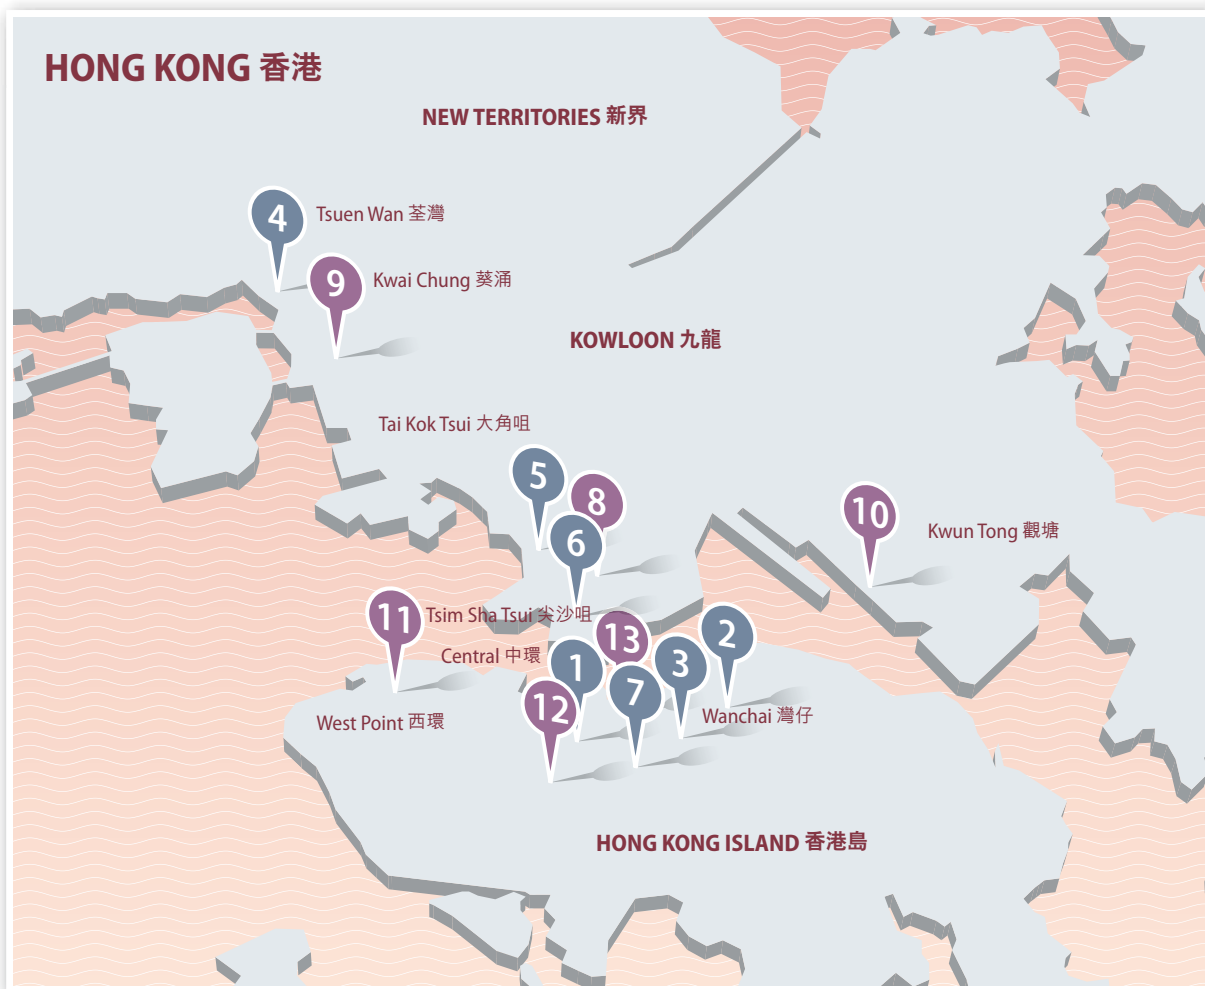 HONG KONG 香港
NEW TERRITORIES 新界
4
Tsuen Wan 荃灣
9
Kwai Chung 葵涌
KOWLOON 九龍
Tai Kok Tsui 大角咀
5
8
10
6
Kwun Tong 觀塘
11
Tsim Sha Tsui 尖沙咀
13
2
Central 中環
1
3
7
12
West Point 西環
Wanchai 灣仔
HONG KONG ISLAND 香港島